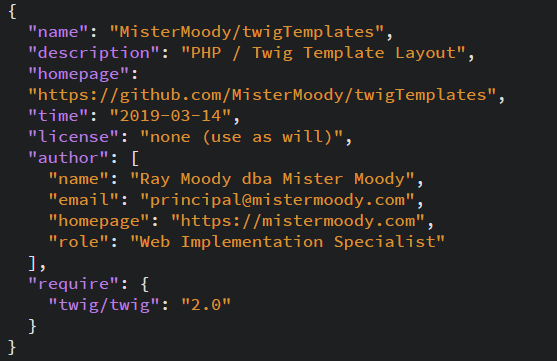 {
"name": "MisterMoody/twigTemplates",
"description": "PHP / Twig Template Layout",
"homepage":
"https://github.com/MisterMoody/twigTemplates",
"time": "2019-03-14",
"license": "none (use as will)",
"author": [
"name": "Ray Moody dba Mister Moody",
"email": "principal@mistermoody.com",
"homepage": "https://mistermoody.com",
"role": "Web Implementation Specialist"
],
"require": {
"twig/twig": "2.0"
}
}